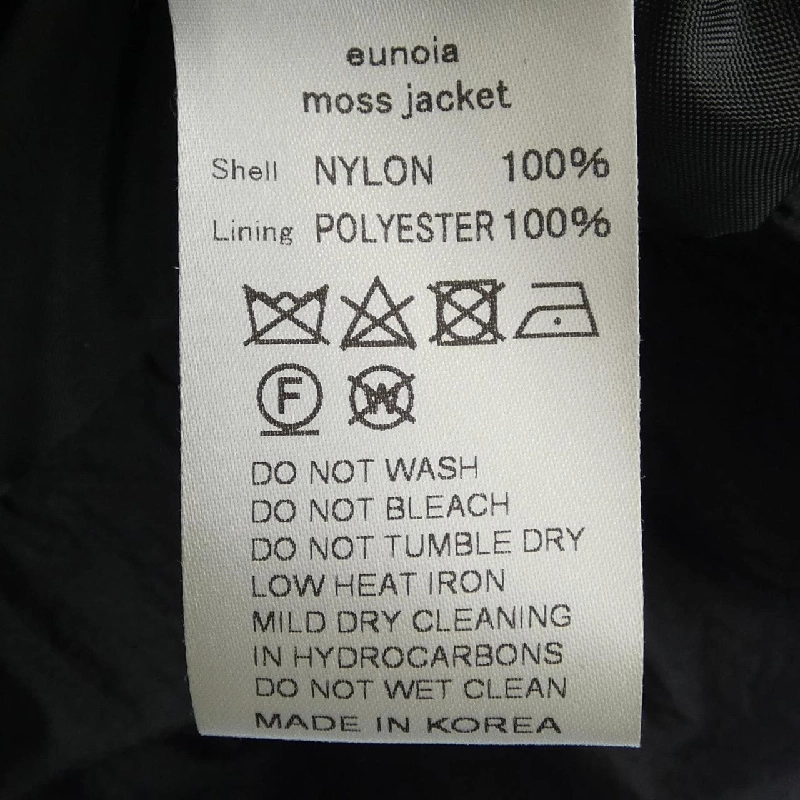 eunoia
moss jacket
Shell NYLON 100%
Lining POLYESTER 100%
F W
DO NOT WASH
DO NOT BLEACH
DO NOT TUMBLE DRY
LOW HEAT IRON
MILD DRY CLEANING
IN HYDROCARBONS
DO NOT WET CLEAN
MADE IN KOREA